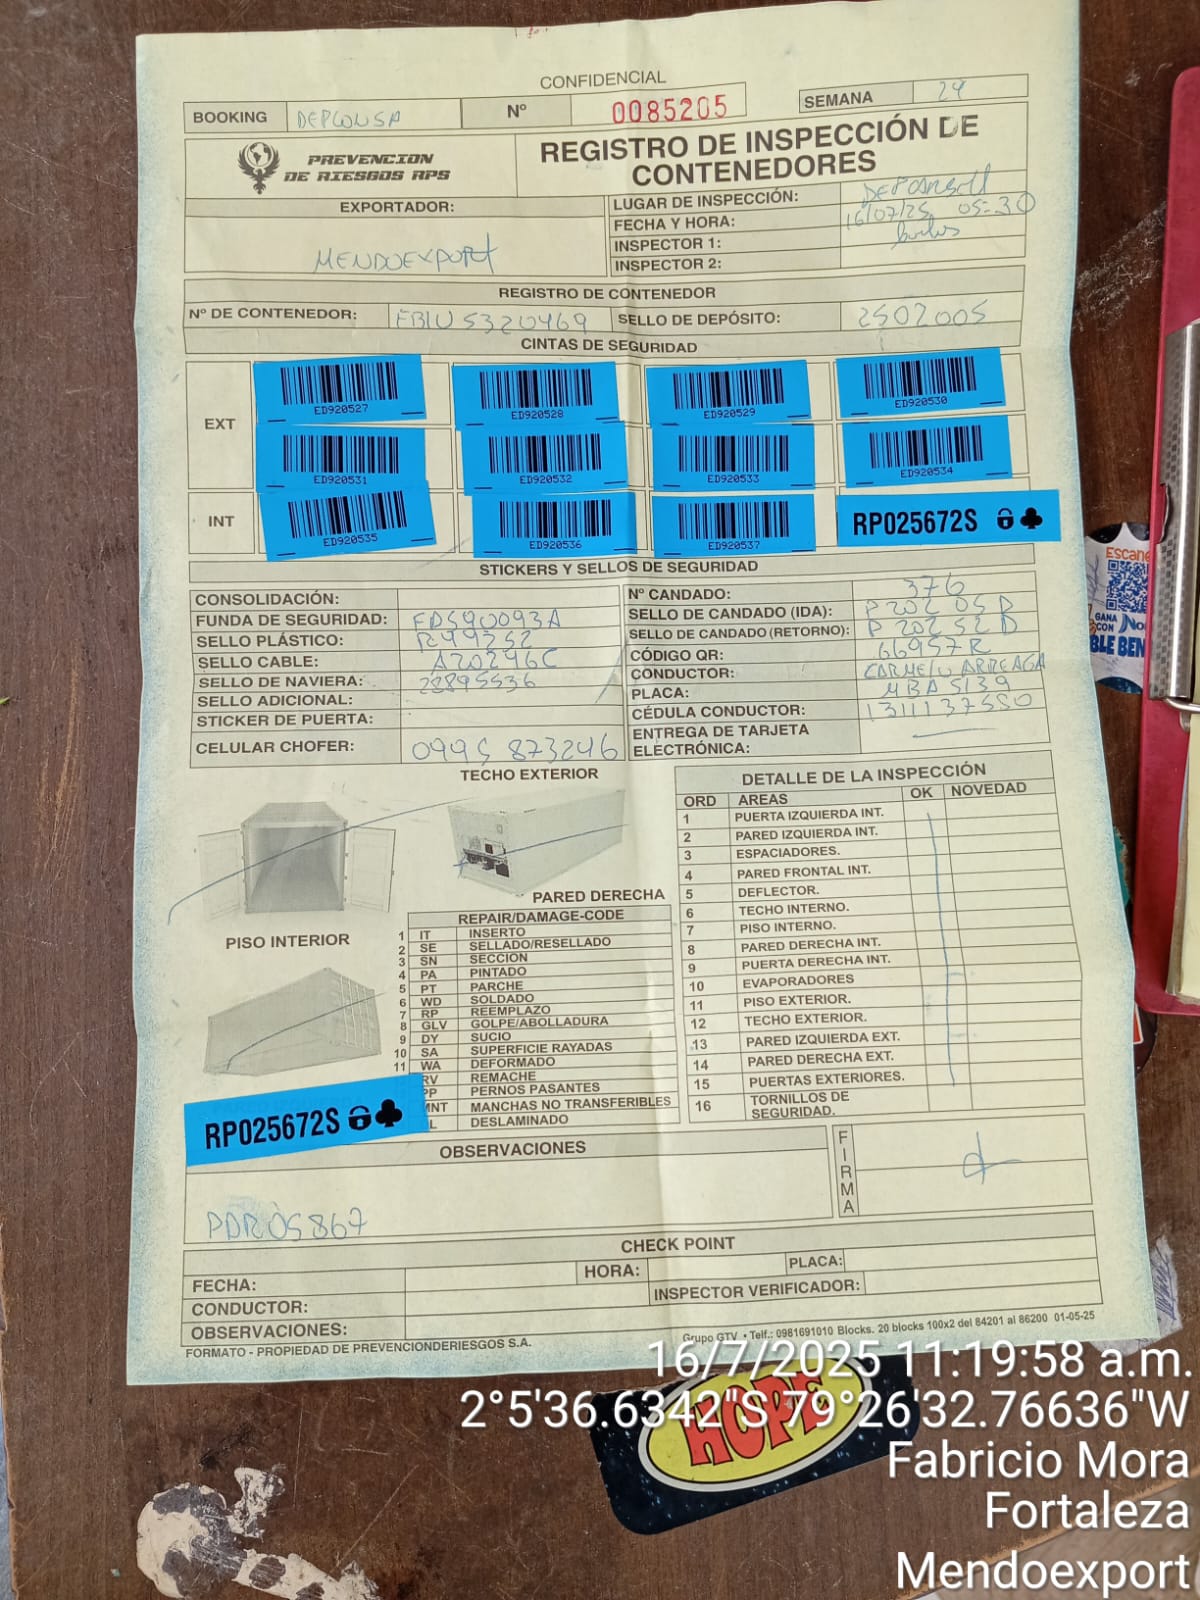 CONFIDENCIAL
BOOKING DEPCONSA Nº 0085205 SEMANA 29
PREVENCION DE RIESGOS RPS
REGISTRO DE INSPECCIÓN DE CONTENEDORES
EXPORTADOR:
MENDOEXPORT
LUGAR DE INSPECCIÓN:
FECHA Y HORA: 16/07/25 05:30
INSPECTOR 1:
INSPECTOR 2:
REGISTRO DE CONTENEDOR
Nº DE CONTENEDOR: FBIU 5320469 SELLO DE DEPÓSITO: 2502005
CINTAS DE SEGURIDAD
EXT
ED920527 ED920528 ED920529 ED920530
ED920531 ED920532 ED920533 ED920534
INT
ED920535 ED920536 ED920537 RP025672S
STICKERS Y SELLOS DE SEGURIDAD
CONSOLIDACIÓN:
FUNDA DE SEGURIDAD: FDS90093A
SELLO PLÁSTICO: R49352
SELLO CABLE: A20296C
SELLO DE NAVIERA: 22895536
SELLO ADICIONAL:
STICKER DE PUERTA:
CELULAR CHOFER: 0995 873246
Nº CANDADO: 376
SELLO DE CANDADO (IDA):
SELLO DE CANDADO (RETORNO):
CÓDIGO QR: 66957R
CONDUCTOR: CARMELO ARREAGA
PLACA: MBA5139
CÉDULA CONDUCTOR: 1311137550
ENTREGA DE TARJETA ELECTRÓNICA:
TECHO EXTERIOR
PARED DERECHA
PISO INTERIOR
REPAIR/DAMAGE-CODE
1 IT INSERTO
2 SE SELLADO/RESELLADO
3 SN SECCION
4 PA PINTADO
5 PT PARCHE
6 WD SOLDADO
7 RP REEMPLAZO
8 GLV GOLPE/ABOLLADURA
9 DY SUCIO
10 SA SUPERFICIE RAYADAS
11 WA DEFORMADO
RV REMACHE
PP PERNOS PASANTES
MNT MANCHAS NO TRANSFERIBLES
L DESLAMINADO
RP025672S
DETALLE DE LA INSPECCIÓN
ORD AREAS OK NOVEDAD
1 PUERTA IZQUIERDA INT.
2 PARED IZQUIERDA INT.
3 ESPACIADORES.
4 PARED FRONTAL INT.
5 DEFLECTOR.
6 TECHO INTERNO.
7 PISO INTERNO.
8 PARED DERECHA INT.
9 PUERTA DERECHA INT.
10 EVAPORADORES
11 PISO EXTERIOR.
12 TECHO EXTERIOR.
13 PARED IZQUIERDA EXT.
14 PARED DERECHA EXT.
15 PUERTAS EXTERIORES.
16 TORNILLOS DE SEGURIDAD.
OBSERVACIONES
PDR05867
FIRMA
CHECK POINT
FECHA: HORA: PLACA:
CONDUCTOR: INSPECTOR VERIFICADOR:
OBSERVACIONES:
FORMATO - PROPIEDAD DE PREVENCIONDERIESGOS S.A.
Grupo GTV • Telf.: 0981691010 Blocks. 20 blocks 100x2 del 84201 al 86200 01-05-25
Escane
GANA CON
BLE BEN
HOPE
16/7/2025 11:19:58 a.m.
2°5'36.6342"S 79°26'32.76636"W
Fabricio Mora
Fortaleza
Mendoexport